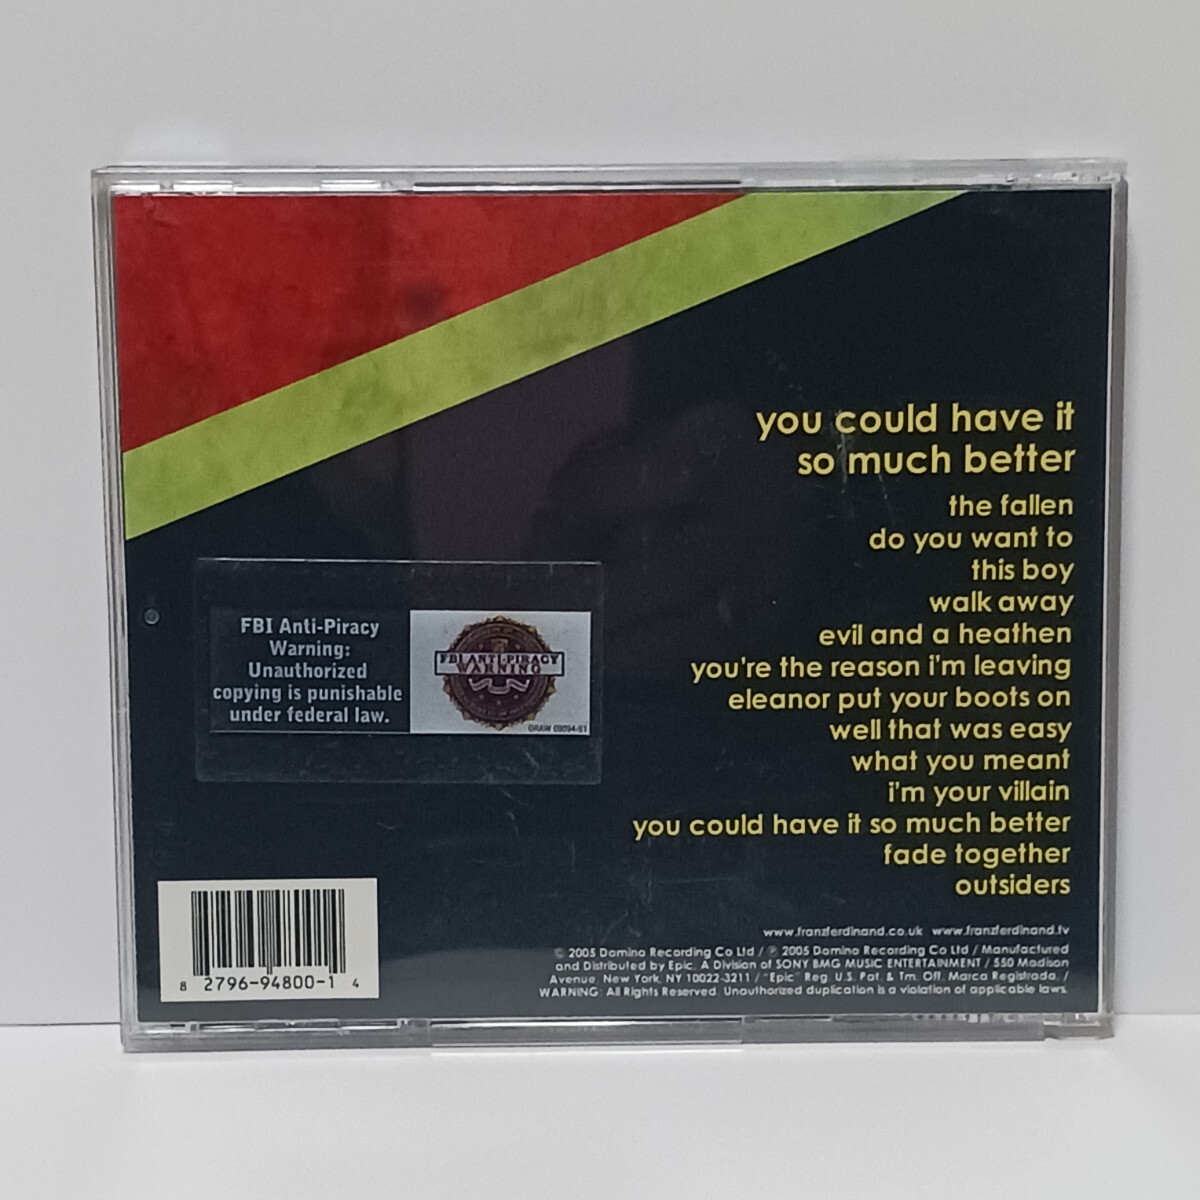 you could have it
so much better
the fallen
do you want to
this boy
walk away
evil and a heathen
you're the reason i'm leaving
eleanor put your boots on
well that was easy
what you meant
i'm your villain
you could have it so much better
fade together
outsiders
FBI Anti-Piracy
Warning:
Unauthorized
copying is punishable
under federal law.
FBI ANTI-PIRACY
WARNING
8 2796-94800-1 4
www.franzferdinand.co.uk www.franzferdinand.tv
© 2005 Domino Recording Co Ltd / ℗ 2005 Domino Recording Co Ltd / Manufactured
and Distributed by Epic, A Division of SONY BMG MUSIC ENTERTAINMENT / 550 Madison
Avenue, New York, NY 10022-3211 / "Epic" Reg. U.S. Pat. & Tm. Off. Marca Registrada. /
WARNING: All Rights Reserved. Unauthorized duplication is a violation of applicable laws.